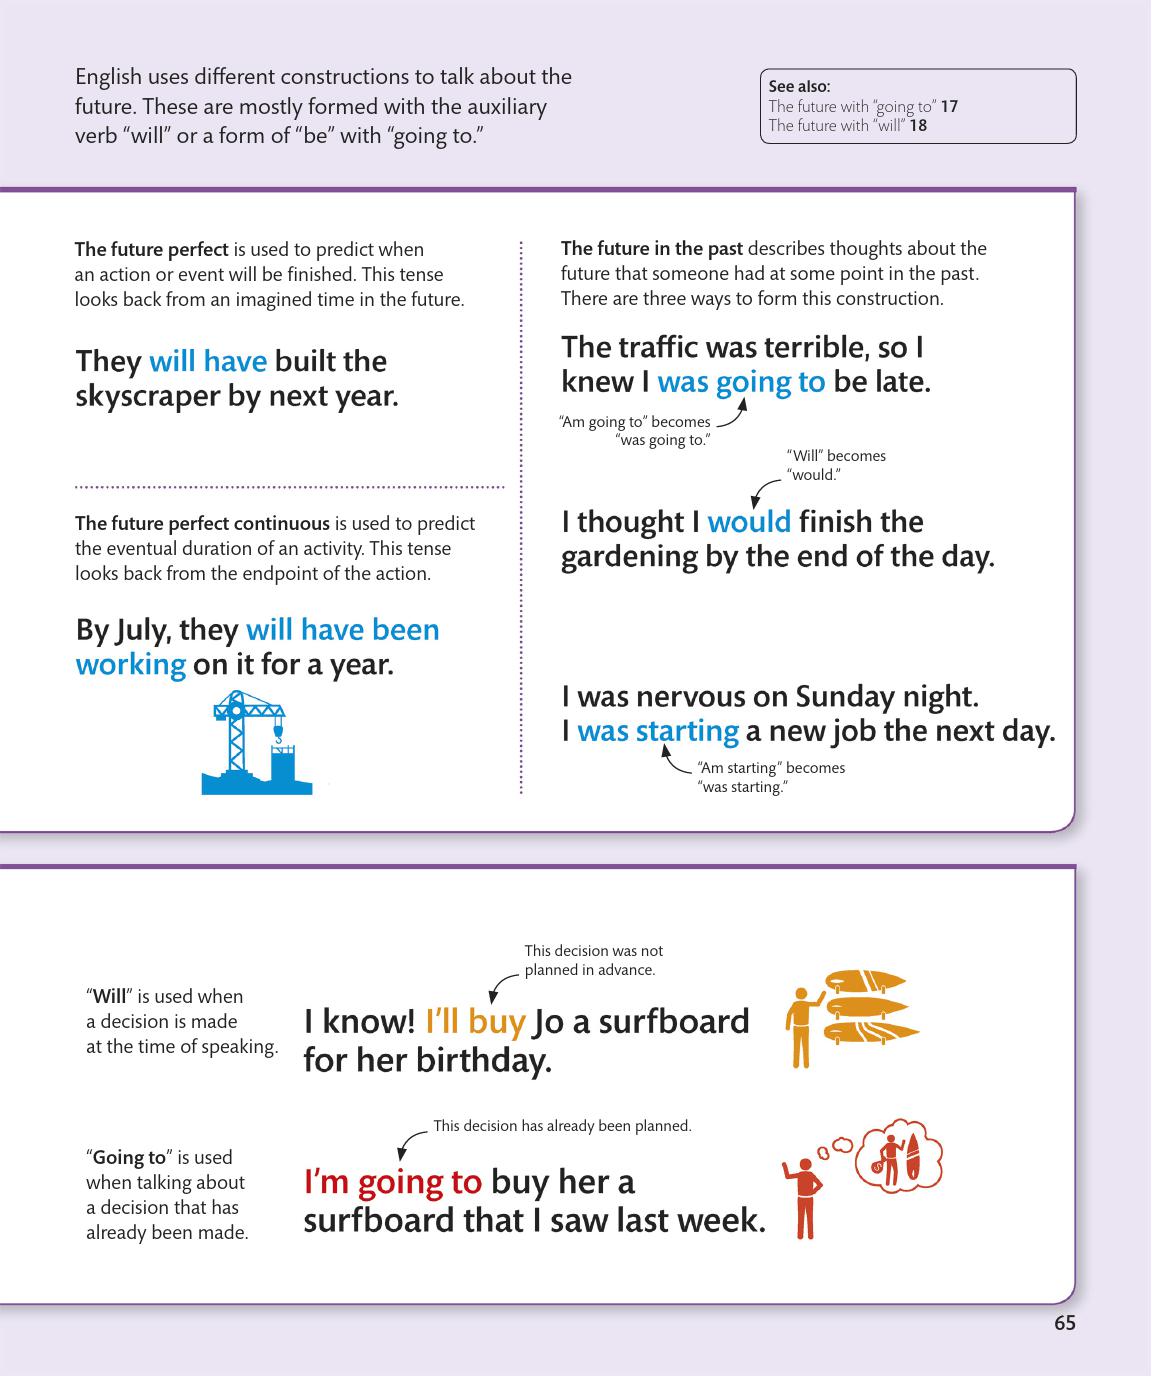 English uses different constructions to talk about the
future. These are mostly formed with the auxiliary
verb “will” or a form of “be” with “going to.”
See also:
The future with “going to” 17
The future with “will” 18
The future perfect is used to predict when
an action or event will be finished. This tense
looks back from an imagined time in the future.
They will have built the
skyscraper by next year.
The future perfect continuous is used to predict
the eventual duration of an activity. This tense
looks back from the endpoint of the action.
By July, they will have been
working on it for a year.
The future in the past describes thoughts about the
future that someone had at some point in the past.
There are three ways to form this construction.
The traffic was terrible, so I
knew I was going to be late.
“Am going to” becomes
“was going to.”
“Will” becomes
“would.”
I thought I would finish the
gardening by the end of the day.
I was nervous on Sunday night.
I was starting a new job the next day.
“Am starting” becomes
“was starting.”
“Will” is used when
a decision is made
at the time of speaking.
This decision was not
planned in advance.
I know! I’ll buy Jo a surfboard
for her birthday.
“Going to” is used
when talking about
a decision that has
already been made.
This decision has already been planned.
I’m going to buy her a
surfboard that I saw last week.
65